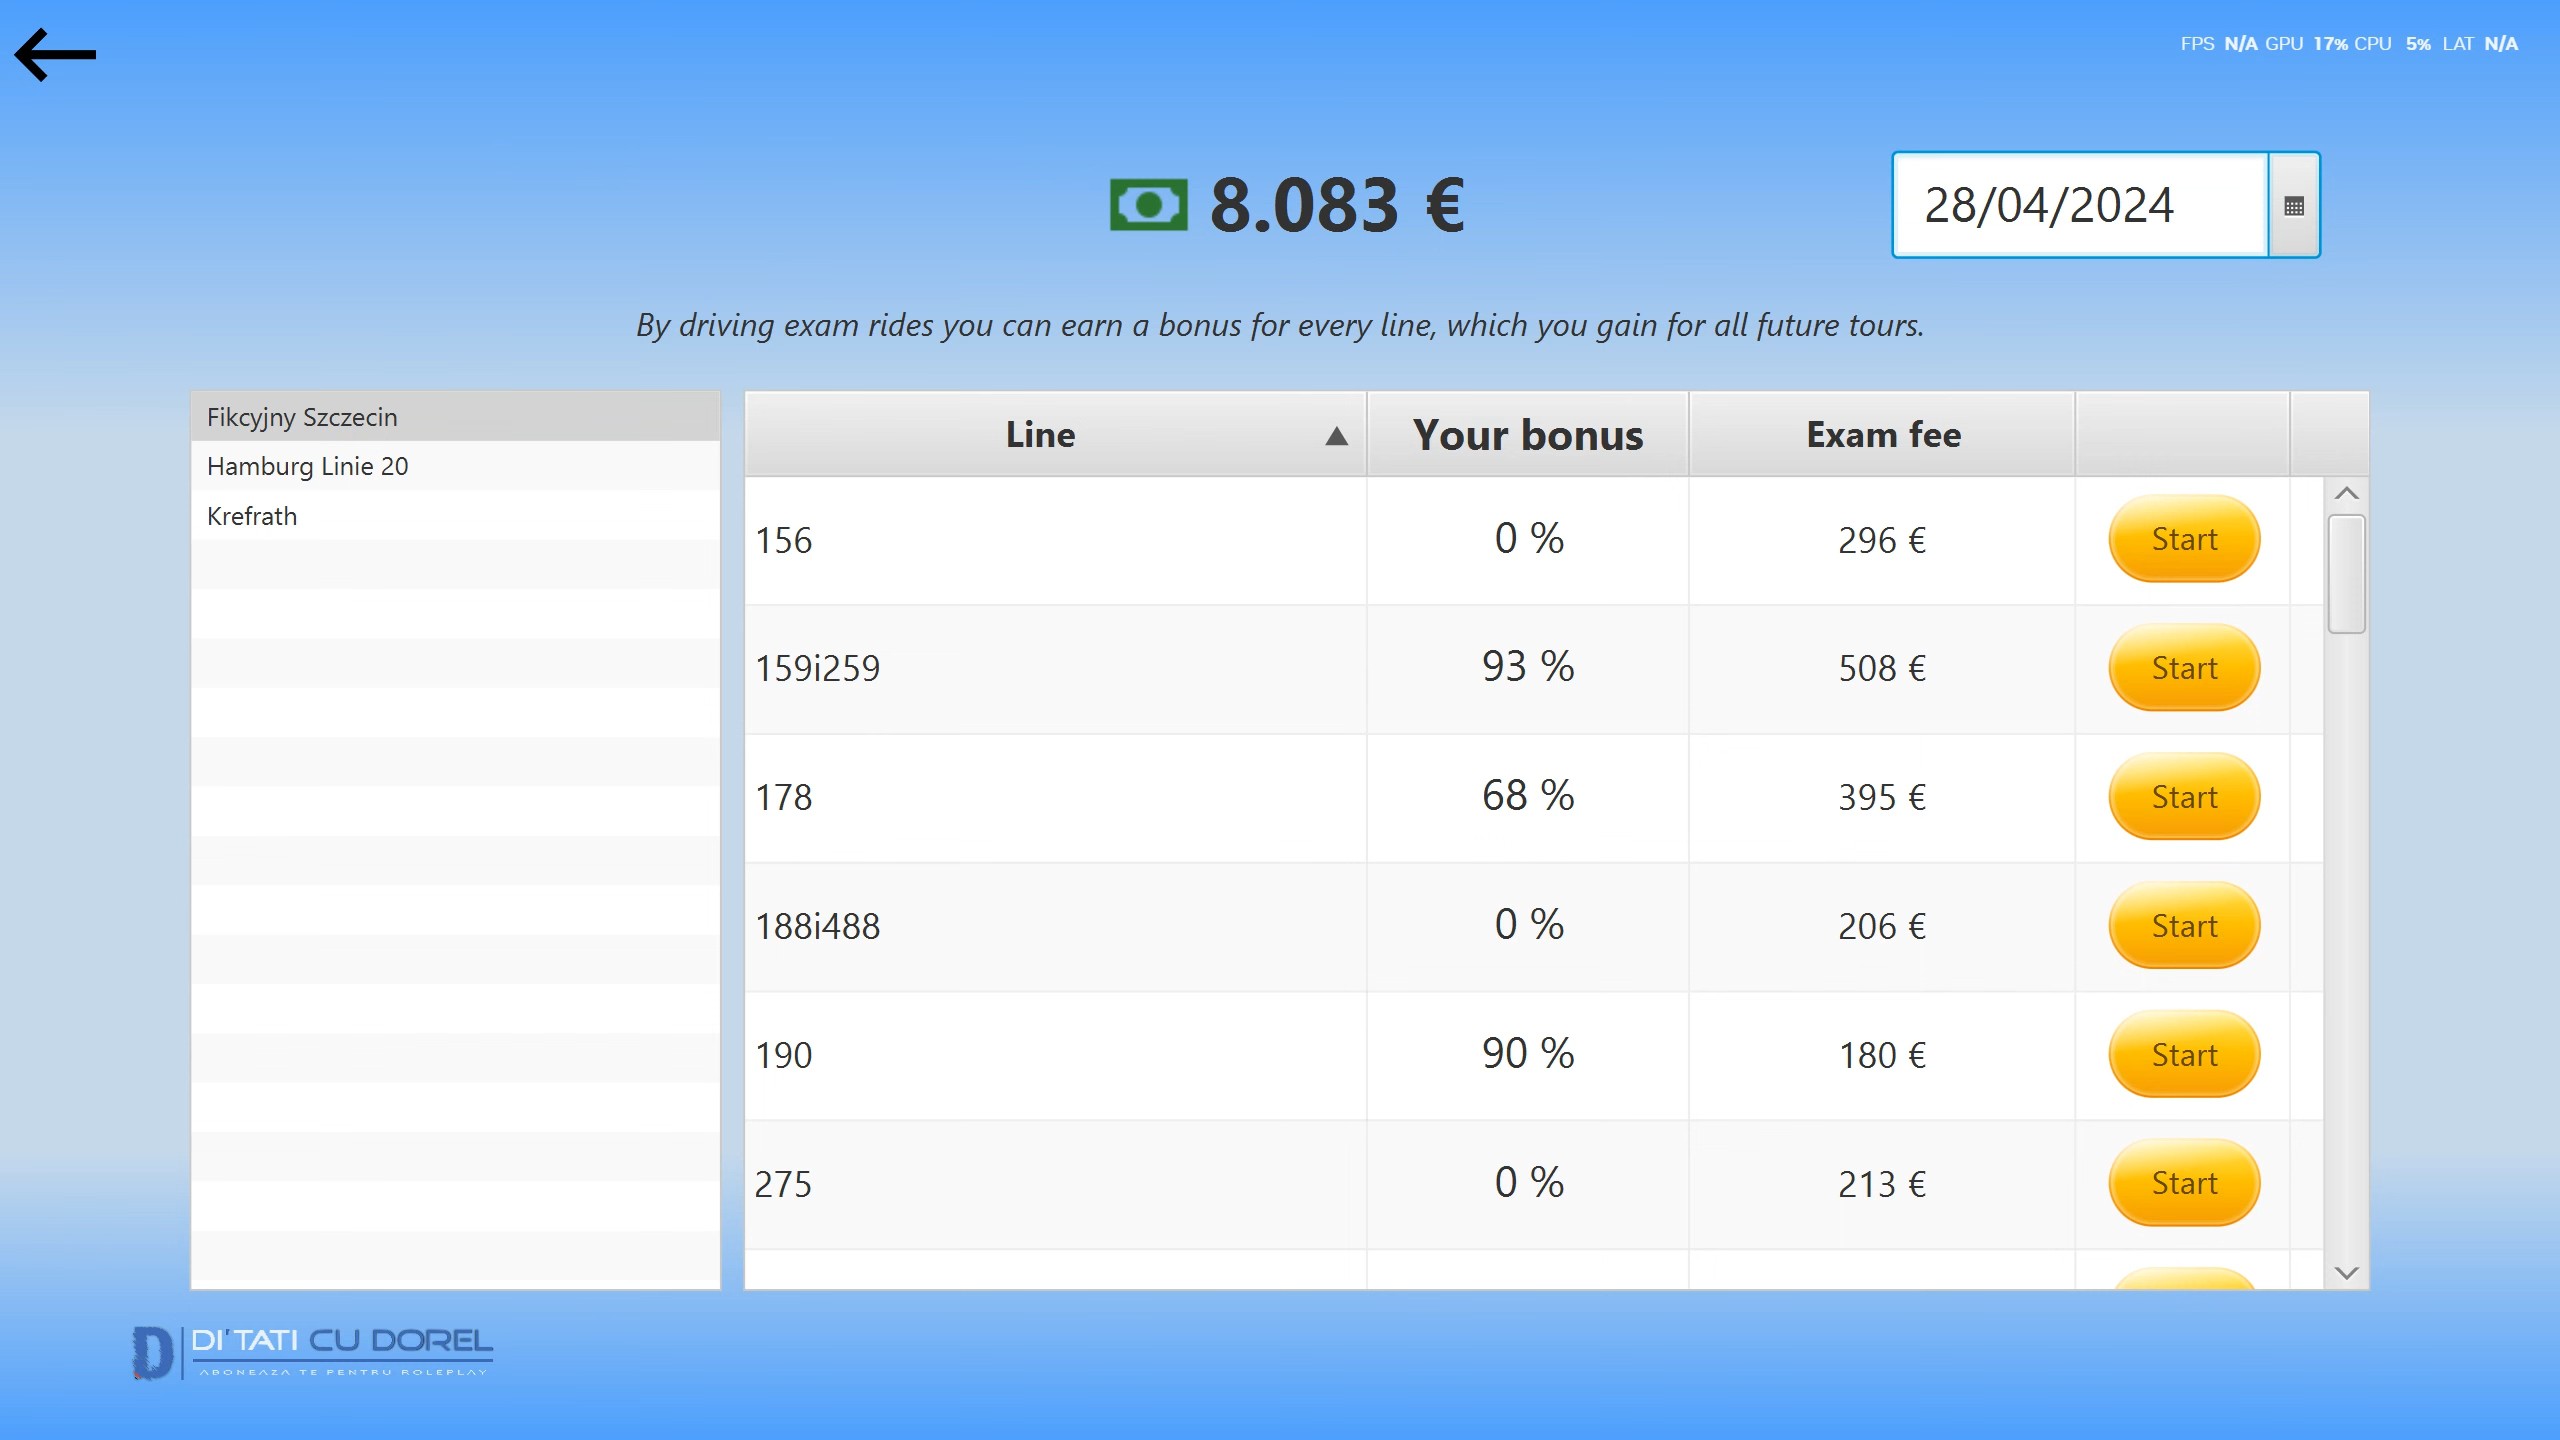 FPS N/A GPU 17% CPU 5% LAT N/A
8.083 €
28/04/2024
By driving exam rides you can earn a bonus for every line, which you gain for all future tours.
Fikcyjny Szczecin
Hamburg Linie 20
Krefrath
Line Your bonus Exam fee
156 0 % 296 € Start
159i259 93 % 508 € Start
178 68 % 395 € Start
188i488 0 % 206 € Start
190 90 % 180 € Start
275 0 % 213 € Start
D DI'TATI CU DOREL
ABONEAZA TE PENTRU ROLEPLAY